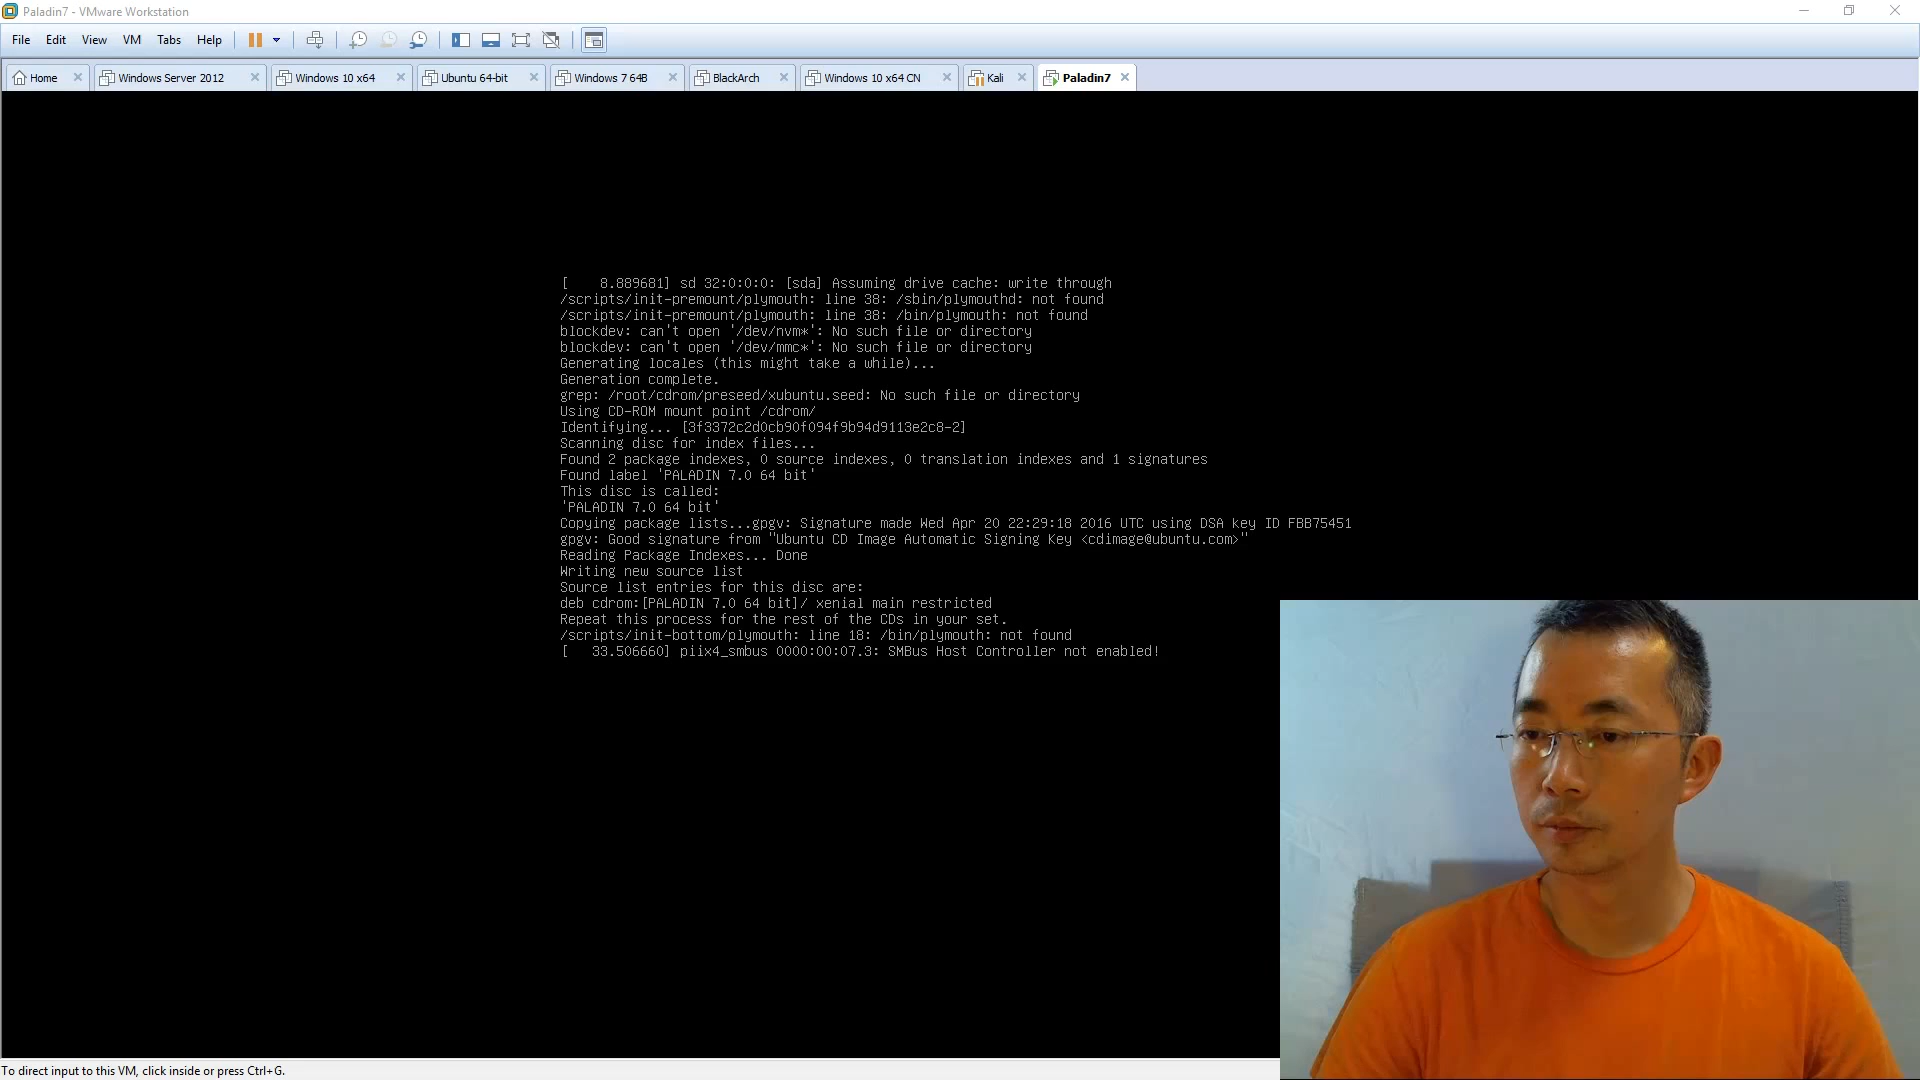 Paladin7 - VMware Workstation
File Edit View VM Tabs Help
Home Windows Server 2012 Windows 10 x64 Ubuntu 64-bit Windows 7 64B BlackArch Windows 10 x64 CN Kali Paladin7
[    8.889681] sd 32:0:0:0: [sda] Assuming drive cache: write through
/scripts/init-premount/plymouth: line 38: /sbin/plymouthd: not found
/scripts/init-premount/plymouth: line 38: /bin/plymouth: not found
blockdev: can't open '/dev/nvm*': No such file or directory
blockdev: can't open '/dev/mmc*': No such file or directory
Generating locales (this might take a while)...
Generation complete.
grep: /root/cdrom/preseed/xubuntu.seed: No such file or directory
Using CD-ROM mount point /cdrom/
Identifying... [3f3372c2d0cb90f094f9b94d9113e2c8-2]
Scanning disc for index files...
Found 2 package indexes, 0 source indexes, 0 translation indexes and 1 signatures
Found label 'PALADIN 7.0 64 bit'
This disc is called:
'PALADIN 7.0 64 bit'
Copying package lists...gpgv: Signature made Wed Apr 20 22:29:18 2016 UTC using DSA key ID FBB75451
gpgv: Good signature from "Ubuntu CD Image Automatic Signing Key <cdimage@ubuntu.com>"
Reading Package Indexes... Done
Writing new source list
Source list entries for this disc are:
deb cdrom:[PALADIN 7.0 64 bit]/ xenial main restricted
Repeat this process for the rest of the CDs in your set.
/scripts/init-bottom/plymouth: line 18: /bin/plymouth: not found
[   33.506660] piix4_smbus 0000:00:07.3: SMBus Host Controller not enabled!
To direct input to this VM, click inside or press Ctrl+G.